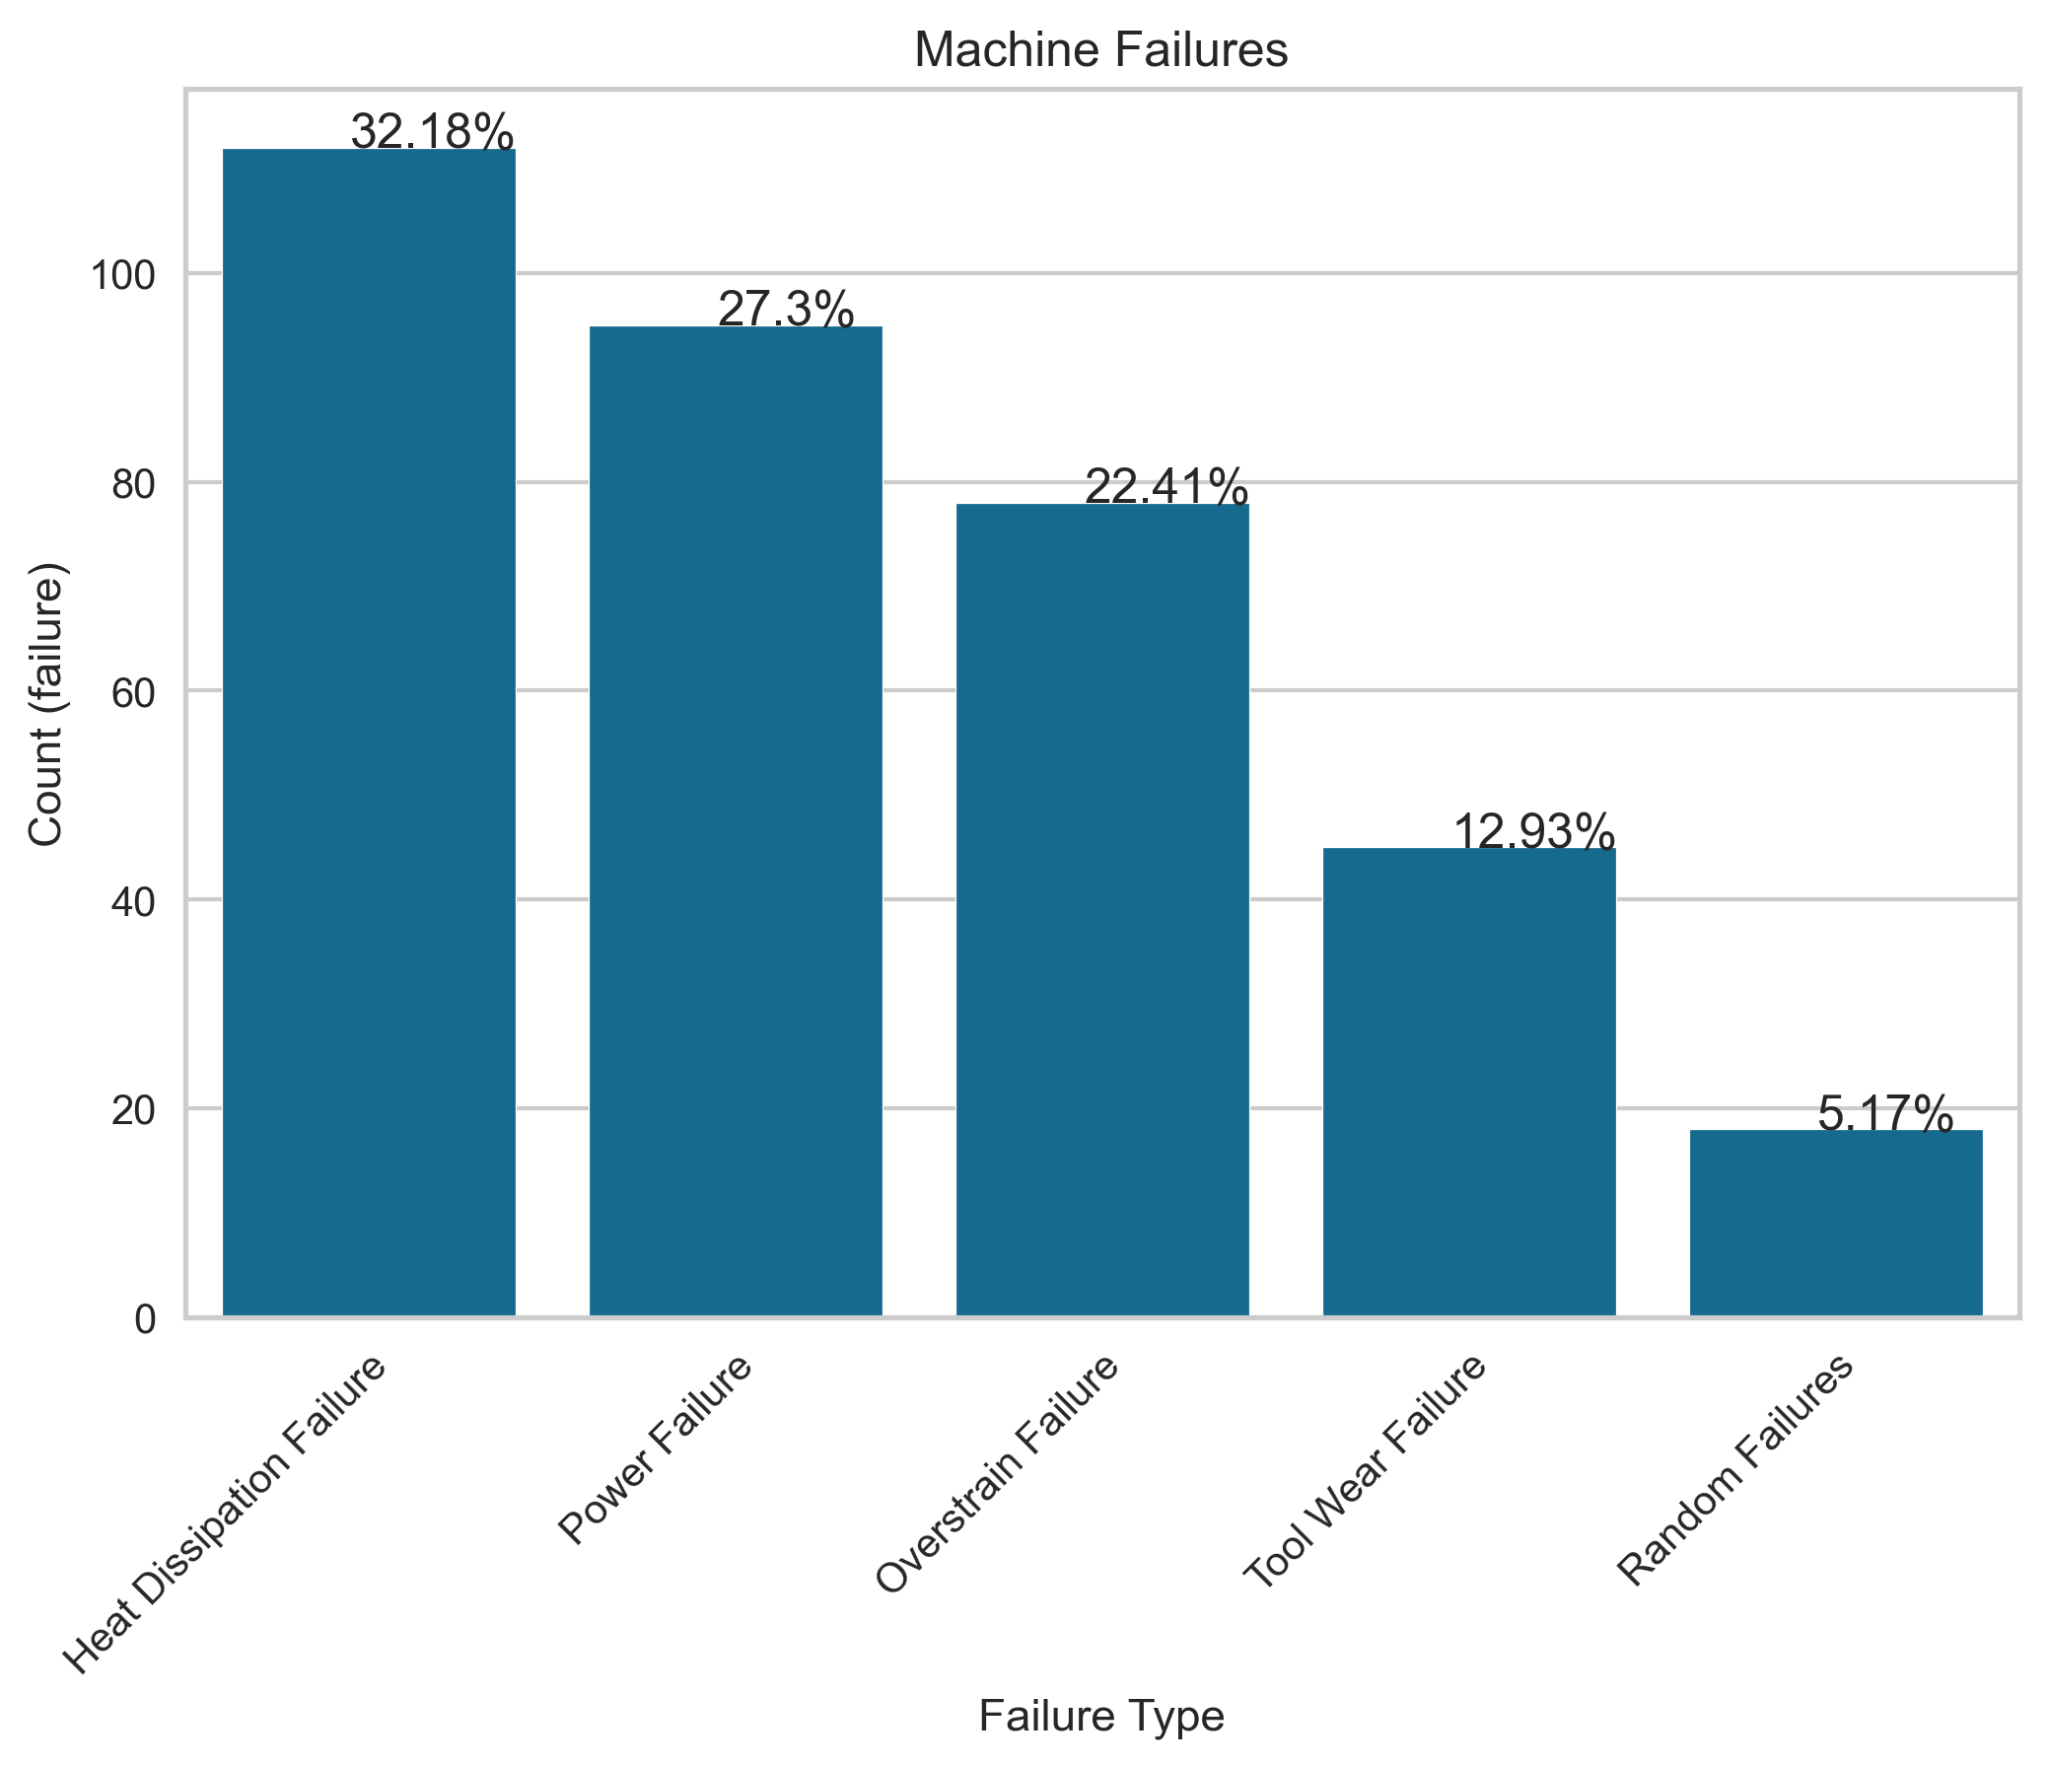 Machine Failures
32.18%
27.3%
22.41%
12.93%
5.17%
100
80
60
40
20
0
Count (failure)
Heat Dissipation Failure
Power Failure
Overstrain Failure
Tool Wear Failure
Random Failures
Failure Type